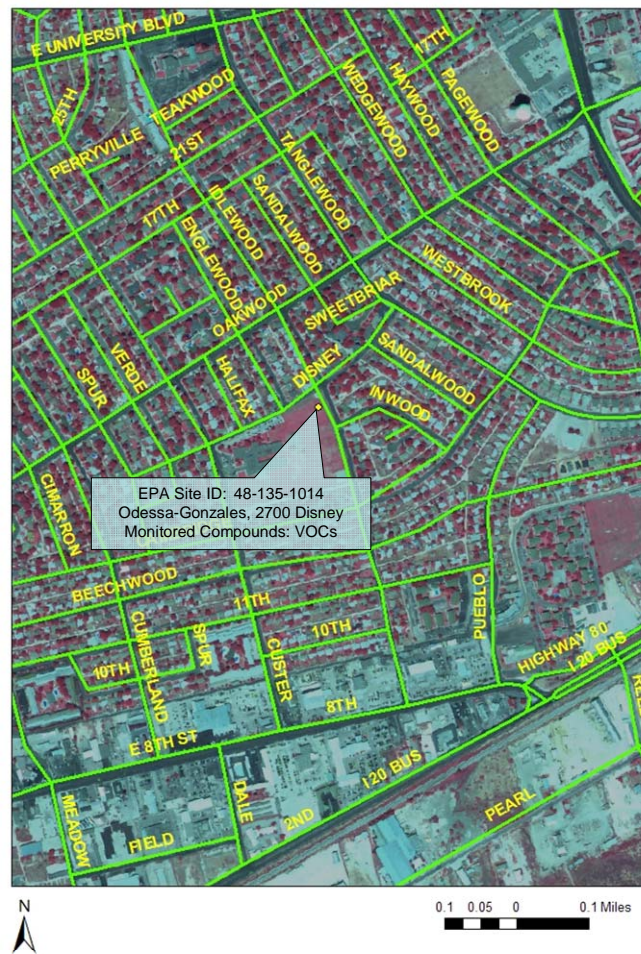 E UNIVERSITY BLVD
25TH
TEAKWOOD
PERRYVILLE
21ST
17TH
WEDGEWOOD
HAYWOOD
PAGEWOOD
TANGLEWOOD
17TH
IDLEWOOD
SANDALWOOD
ENGLEWOOD
OAKWOOD
SWEETBRIAR
WESTBROOK
VERDE
SPUR
HALIFAX
DISNEY
SANDALWOOD
INWOOD
CIMARRON
EPA Site ID: 48-135-1014
Odessa-Gonzales, 2700 Disney
Monitored Compounds: VOCs
BEECHWOOD
11TH
CUMBERLAND
SPUR
10TH
10TH
CUSTER
PUEBLO
HIGHWAY 80
I 20 BUS
8TH
E 8TH ST
I 20 BUS
DALE
2ND
PEARL
MEADOW
FIELD
N
0.1 0.05 0 0.1 Miles